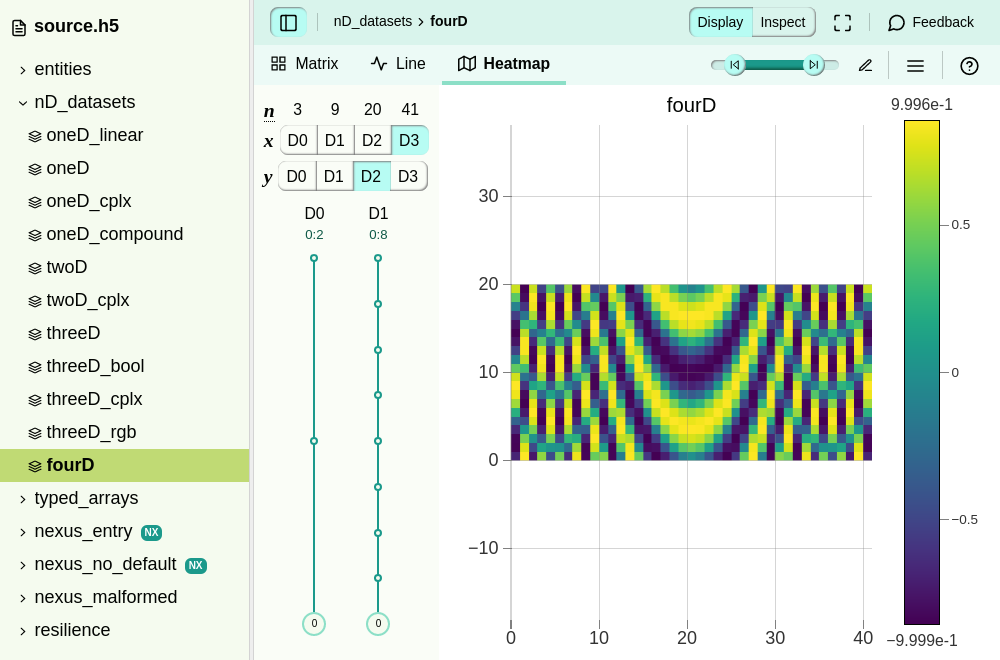 source.h5
entities
nD_datasets
oneD_linear
oneD
oneD_cplx
oneD_compound
twoD
twoD_cplx
threeD
threeD_bool
threeD_cplx
threeD_rgb
fourD
typed_arrays
nexus_entry NX
nexus_no_default NX
nexus_malformed
resilience
nD_datasets › fourD
Display Inspect
Feedback
Matrix Line Heatmap
n 3 9 20 41
x D0 D1 D2 D3
y D0 D1 D2 D3
D0 D1
0:2 0:8
0 0
fourD
30
20
10
0
−10
0 10 20 30 40
9.996e-1
0.5
0
−0.5
−9.999e-1